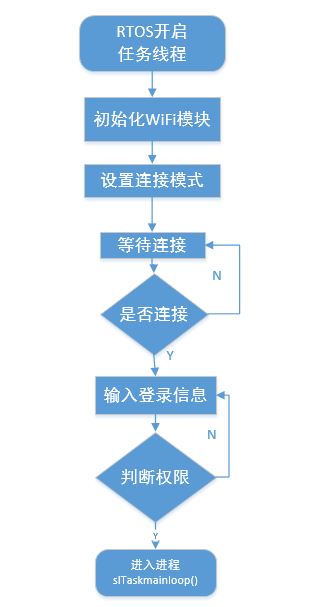 RTOS开启
任务线程
初始化WiFi模块
设置连接模式
等待连接
N
是否连接
Y
输入登录信息
N
判断权限
Y
进入进程
slTaskmainloop()